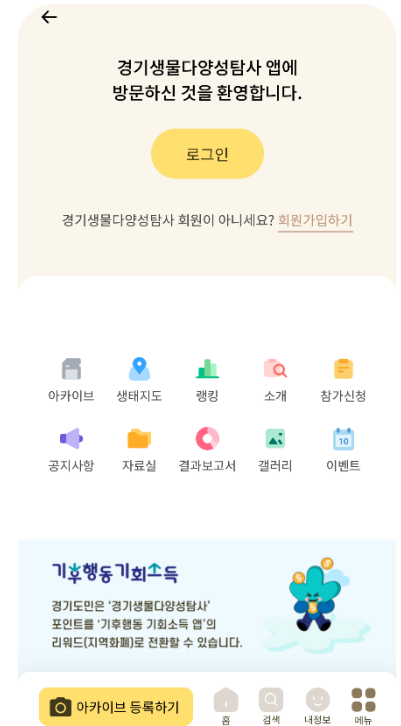 경기생물다양성탐사 앱에
방문하신 것을 환영합니다.
로그인
경기생물다양성탐사 회원이 아니세요? 회원가입하기
아카이브 생태지도 랭킹 소개 참가신청
10
공지사항 자료실 결과보고서 갤러리 이벤트
기후행동기회소득
경기도민은 '경기생물다양성탐사'
포인트를 '기후행동 기회소득 앱'의
리워드(지역화폐)로 전환할 수 있습니다.
아카이브 등록하기
홈 검색 내정보 메뉴